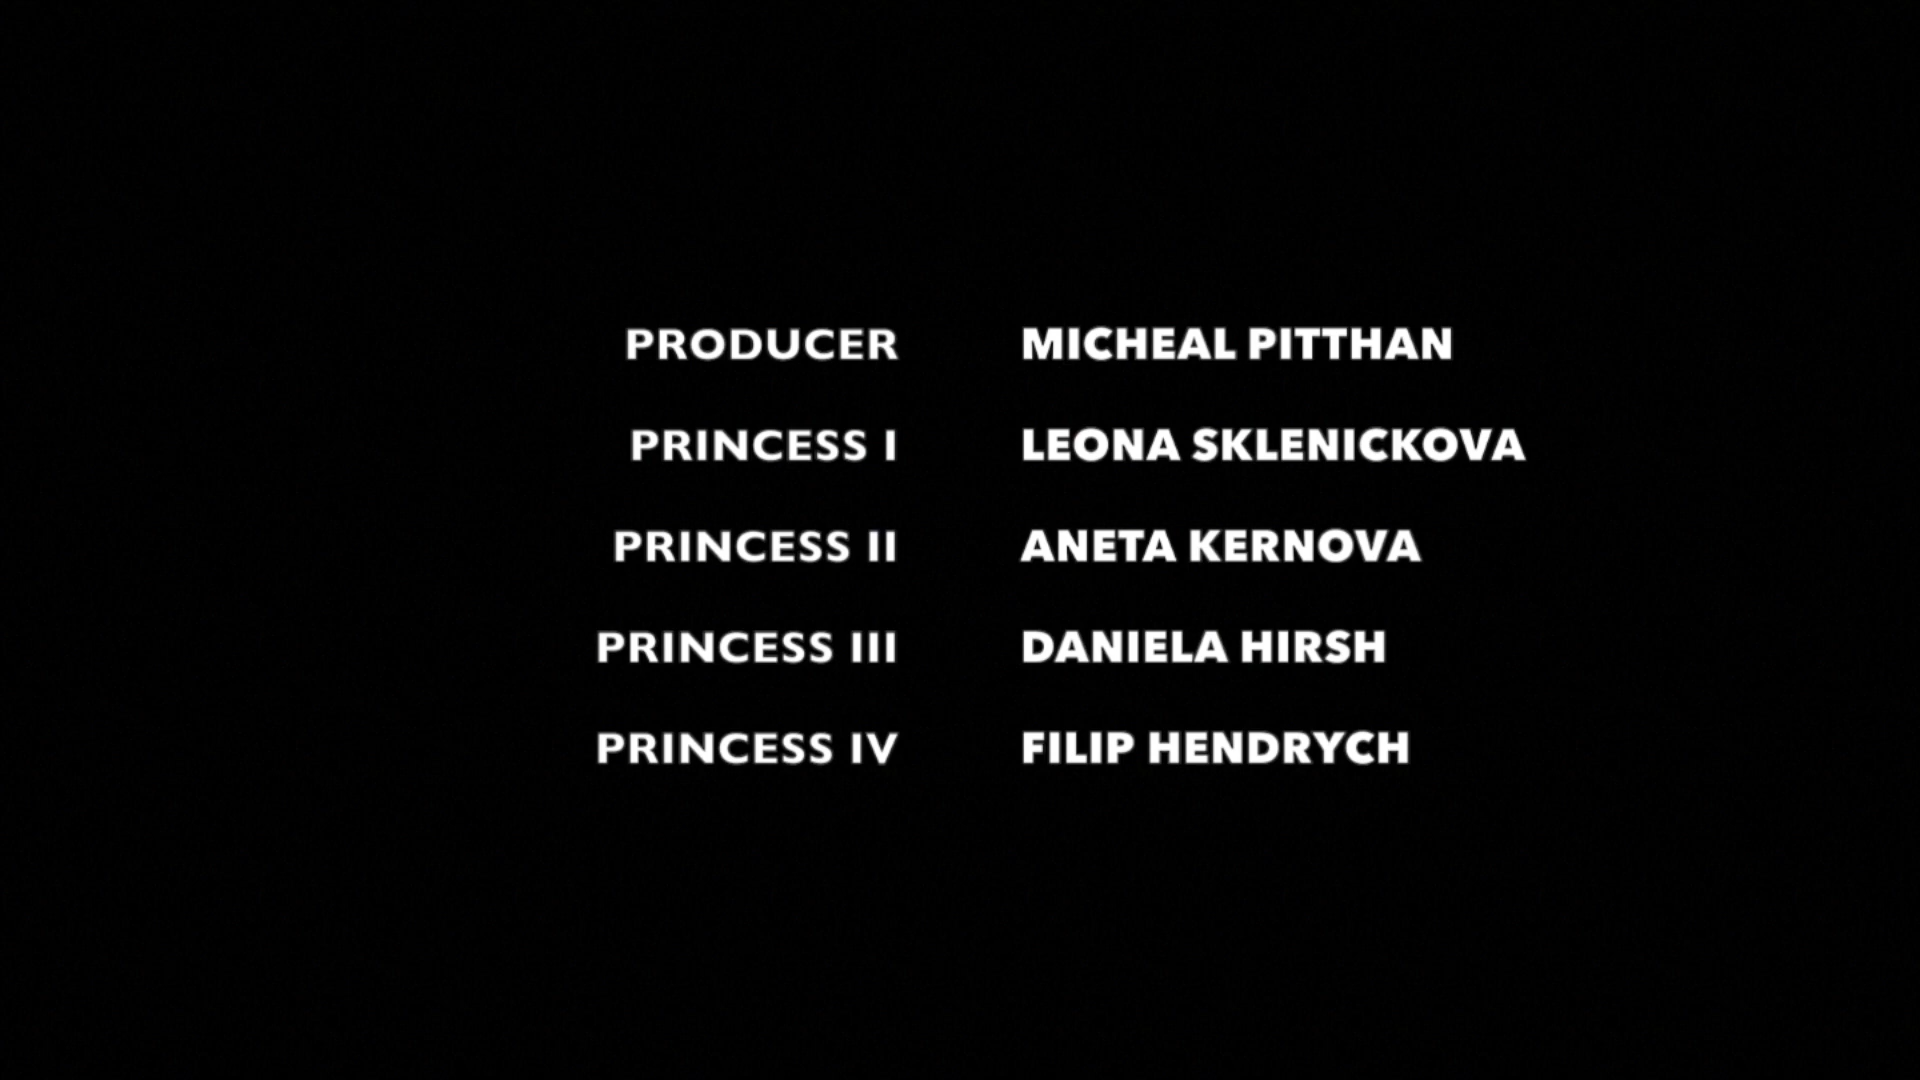 PRODUCER MICHEAL PITTHAN
PRINCESS I LEONA SKLENICKOVA
PRINCESS II ANETA KERNOVA
PRINCESS III DANIELA HIRSH
PRINCESS IV FILIP HENDRYCH